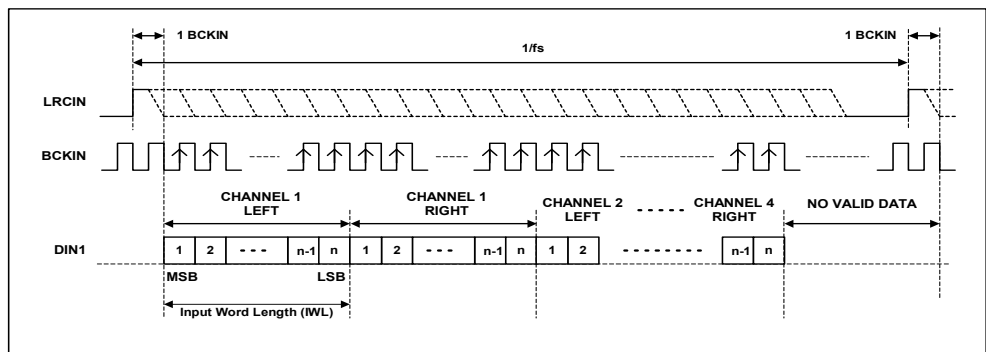 1 BCKIN 1 BCKIN
1/fs
LRCIN
BCKIN
CHANNEL 1 CHANNEL 1 CHANNEL 2 CHANNEL 4 NO VALID DATA
LEFT RIGHT LEFT RIGHT
DIN1 1 2 n-1 n 1 2 n-1 n 1 2 n-1 n
MSB LSB
Input Word Length (IWL)